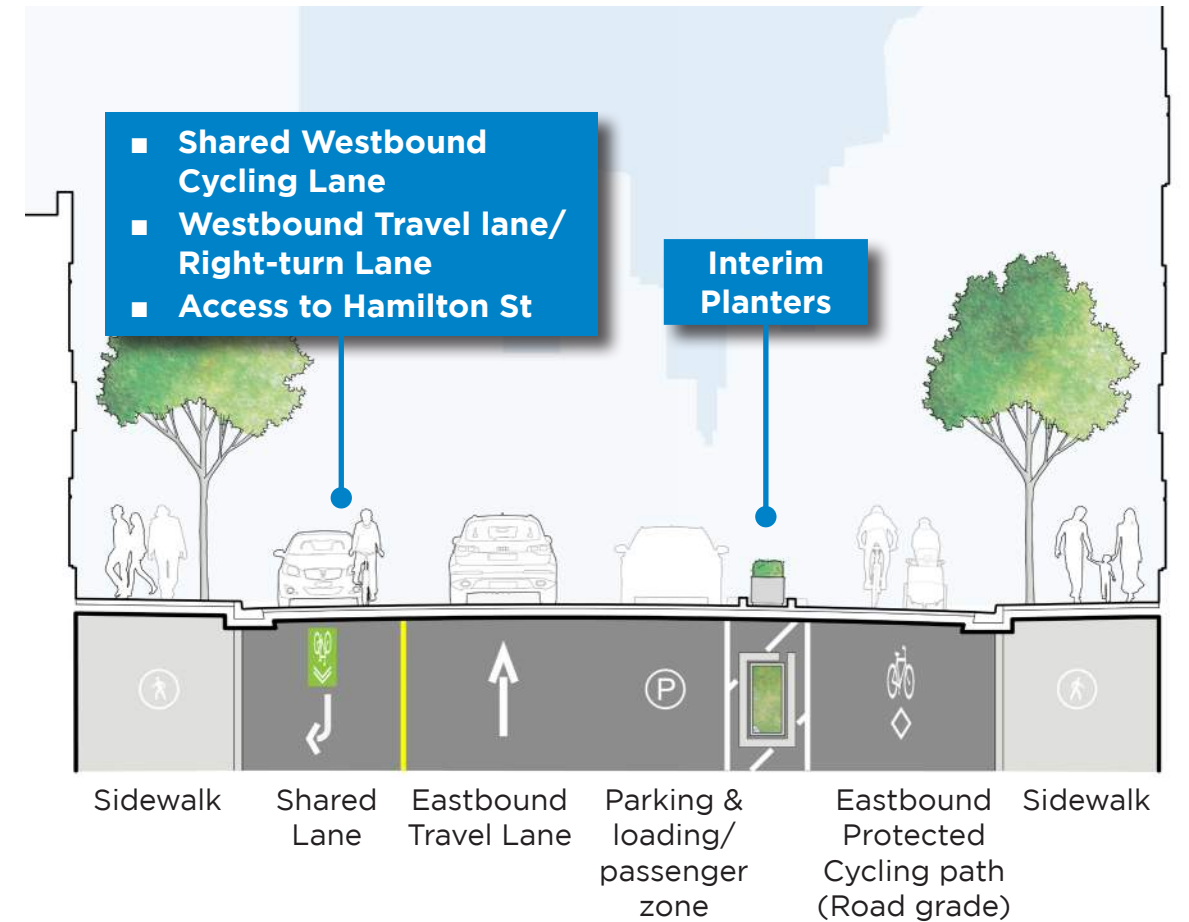 ■ Shared Westbound
Cycling Lane
■ Westbound Travel lane/
Right-turn Lane
■ Access to Hamilton St
Interim
Planters
P
Sidewalk
Shared
Lane
Eastbound
Travel Lane
Parking &
loading/
passenger
zone
Eastbound
Protected
Cycling path
(Road grade)
Sidewalk